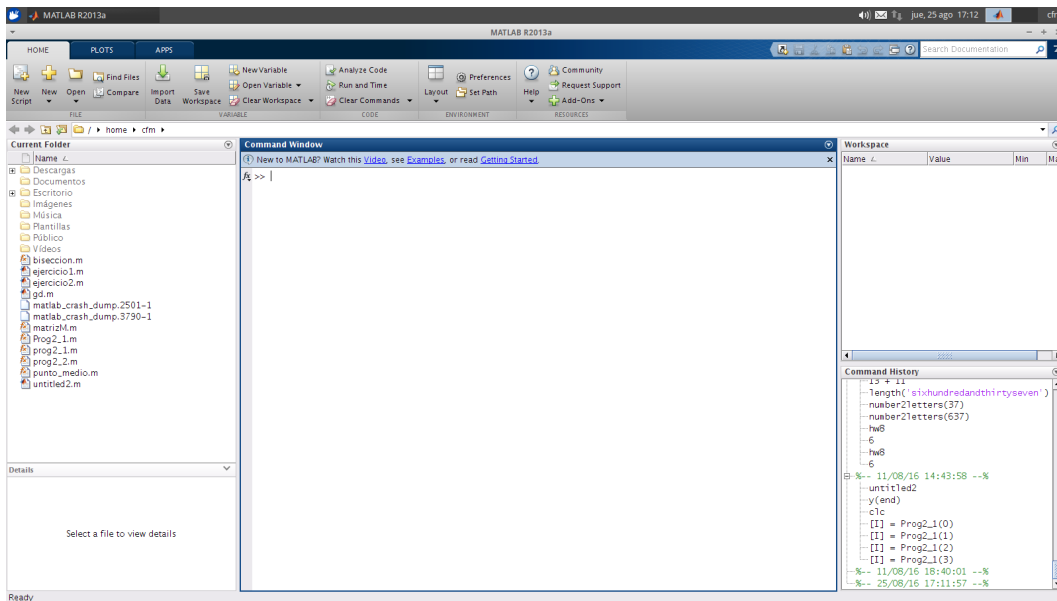 MATLAB R2013a
jue, 25 ago 17:12
cfm
MATLAB R2013a
HOME PLOTS APPS
Search Documentation
New Script
New
Open
Find Files
Compare
Import Data
Save Workspace
New Variable
Open Variable
Clear Workspace
Analyze Code
Run and Time
Clear Commands
Layout
Preferences
Set Path
Help
Community
Request Support
Add-Ons
FILE VARIABLE CODE ENVIRONMENT RESOURCES
/ home cfm
Current Folder
Name
Descargas
Documentos
Escritorio
Imágenes
Música
Plantillas
Público
Vídeos
biseccion.m
ejercicio1.m
ejercicio2.m
gd.m
matlab_crash_dump.2501-1
matlab_crash_dump.3790-1
matrizM.m
Prog2_1.m
prog2_1.m
prog2_2.m
punto_medio.m
untitled2.m
Details
Select a file to view details
Command Window
New to MATLAB? Watch this Video, see Examples, or read Getting Started.
fx >>
Workspace
Name Value Min
Command History
13 + 11
length('sixhundredandthirtyseven')
number2letters(37)
number2letters(637)
hw8
6
hw8
6
%-- 11/08/16 14:43:58 --%
untitled2
y(end)
clc
[I] = Prog2_1(0)
[I] = Prog2_1(1)
[I] = Prog2_1(2)
[I] = Prog2_1(3)
%-- 11/08/16 18:40:01 --%
%-- 25/08/16 17:11:57 --%
Ready